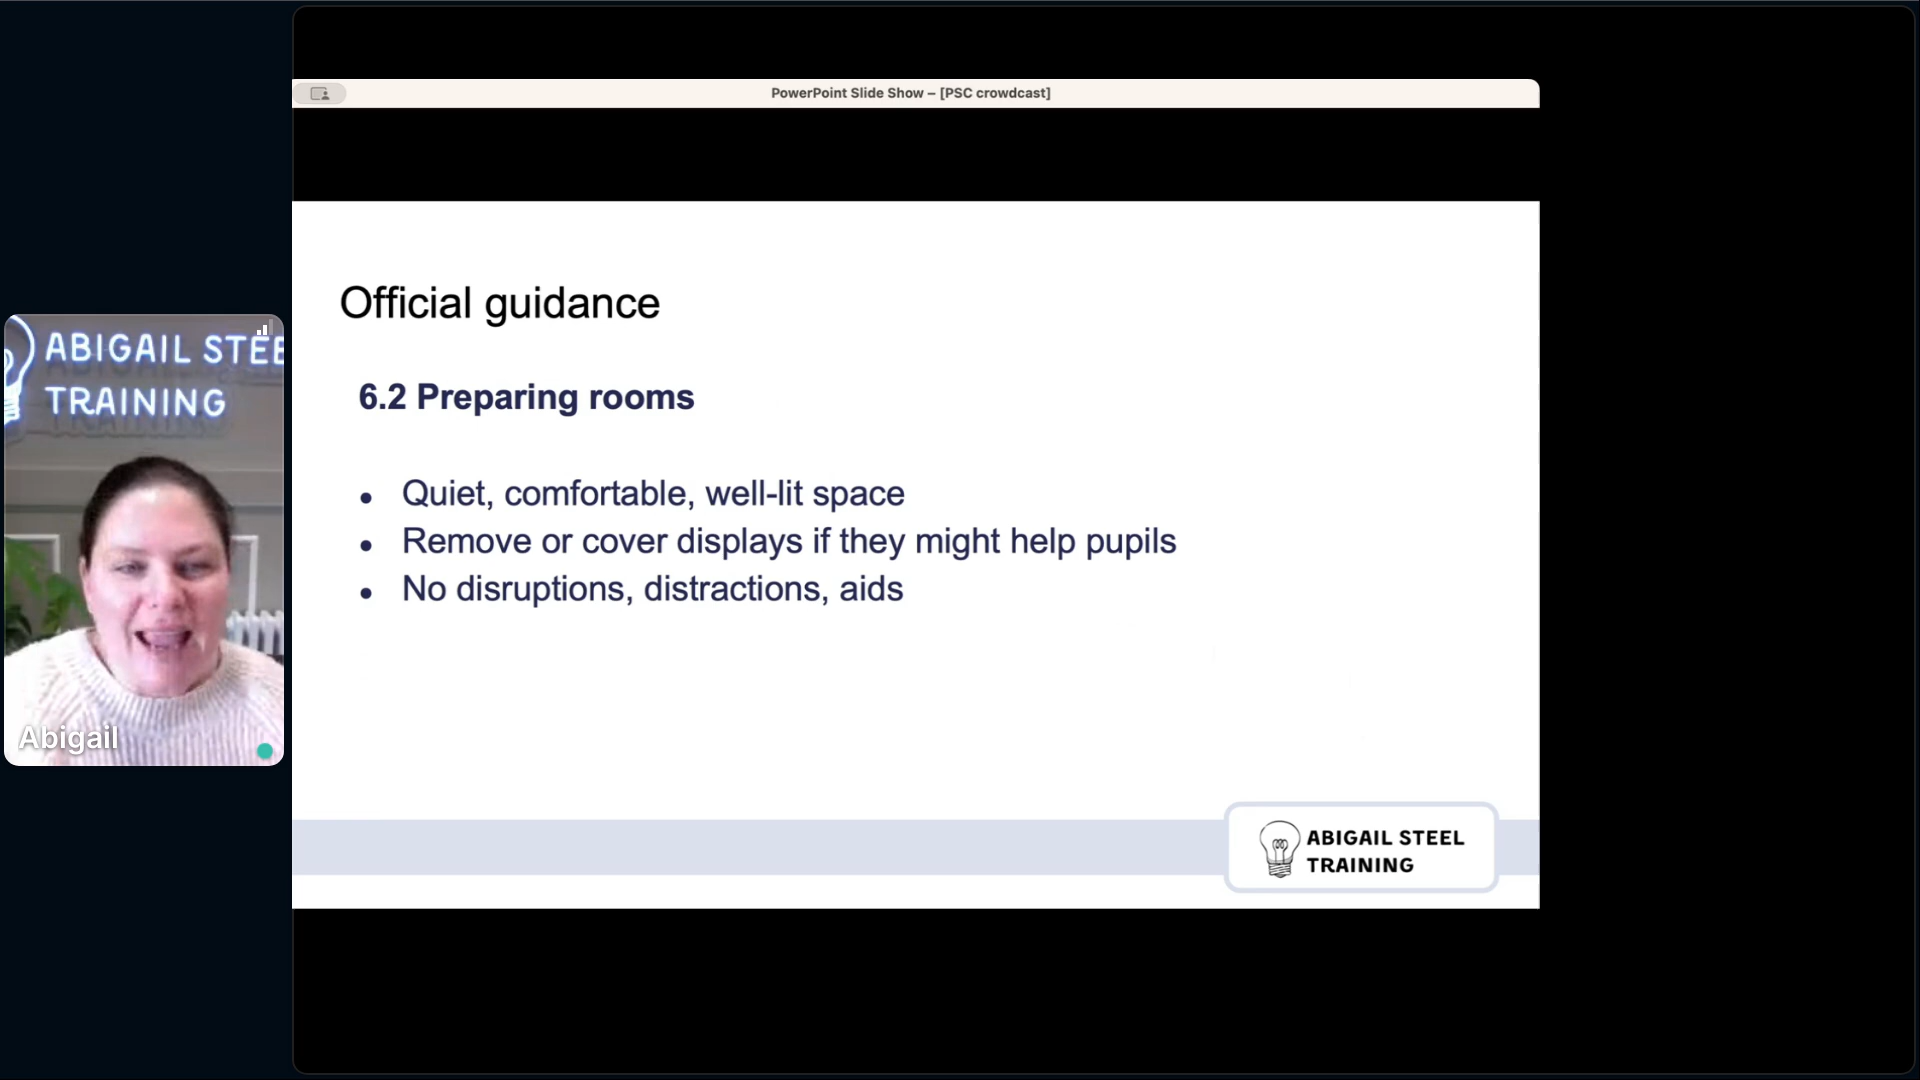 PowerPoint Slide Show – [PSC crowdcast]
Official guidance
6.2 Preparing rooms
• Quiet, comfortable, well-lit space
• Remove or cover displays if they might help pupils
• No disruptions, distractions, aids
ABIGAIL STEEL
TRAINING
ABIGAIL STEE
TRAINING
Abigail